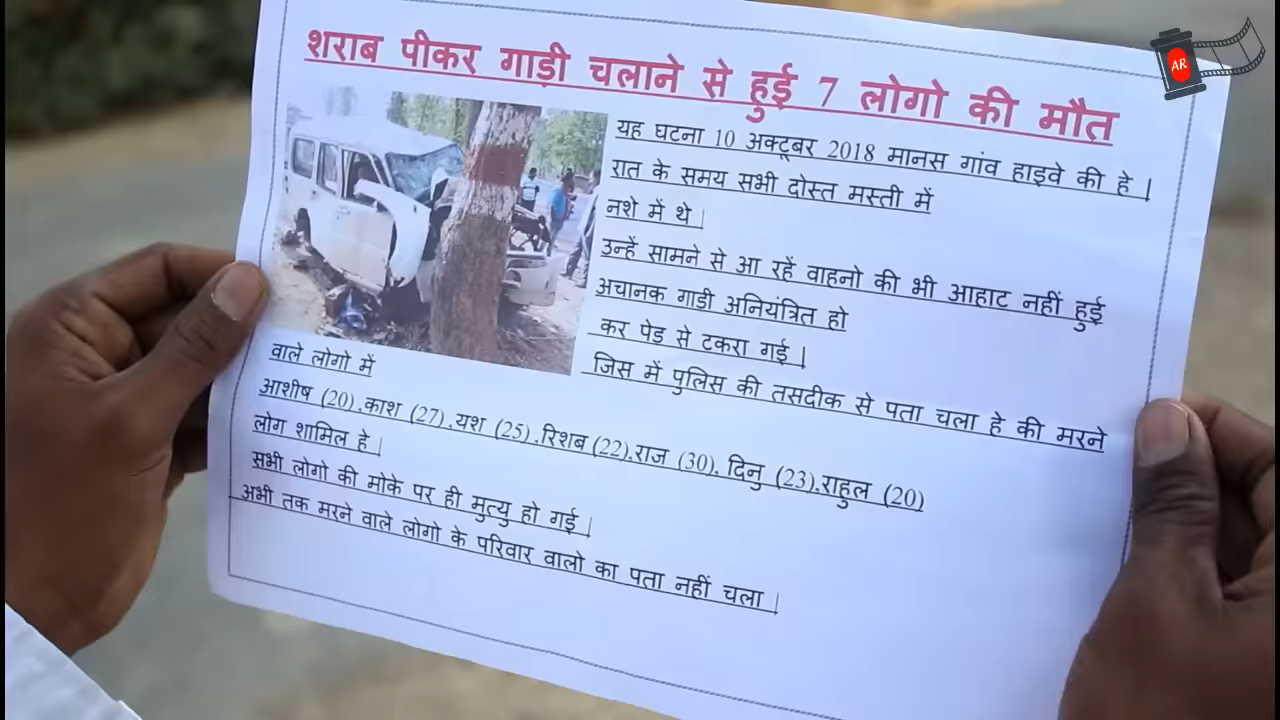 शराब पीकर गाड़ी चलाने से हुई 7 लोगो की मौत
यह घटना 10 अक्टूबर 2018 मानस गांव हाइवे की हे |
रात के समय सभी दोस्त मस्ती में
नशे में थे |
उन्हें सामने से आ रहें वाहनो की भी आहाट नहीं हुई
अचानक गाडी अनियंत्रित हो
कर पेड़ से टकरा गई |
जिस में पुलिस की तसदीक से पता चला हे की मरने
वाले लोगो में
आशीष (20) ,काश (27) ,यश (25) ,रिशब (22),राज (30), दिनु (23),राहुल (20)
लोग शामिल हे |
सभी लोगो की मोके पर ही मुत्यु हो गई |
अभी तक मरने वाले लोगो के परिवार वालो का पता नहीं चला |
AR